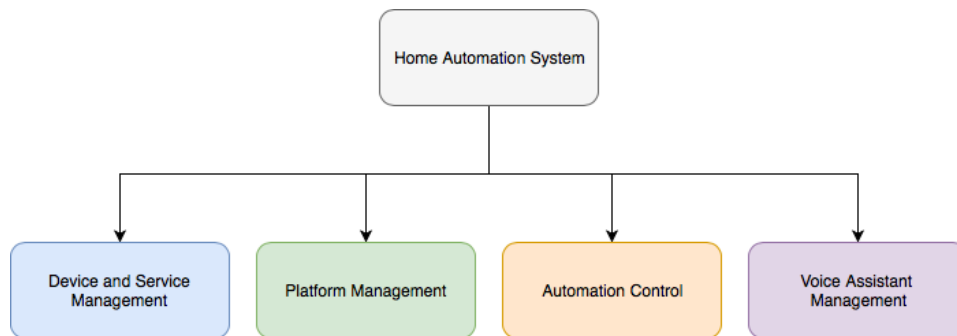 Home Automation System
Device and Service
Management
Platform Management
Automation Control
Voice Assistant
Management